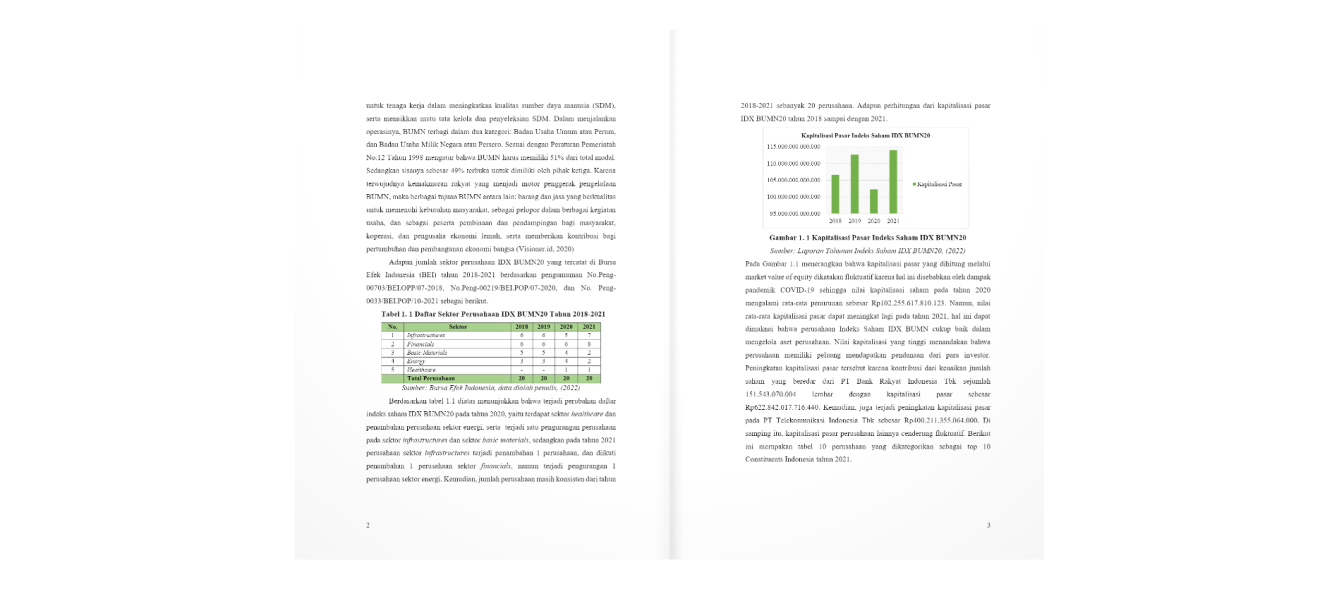 untuk tenaga kerja dalam meningkatkan kualitas sumber daya manusia (SDM),
serta menaikkan mutu tata kelola dan penyeleksian SDM. Dalam menjalankan
operasinya, BUMN terbagi dalam dua kategori: Badan Usaha Umum atau Perum,
dan Badan Usaha Milik Negara atau Persero. Sesuai dengan Peraturan Pemerintah
No.12 Tahun 1998 mengatur bahwa BUMN harus memiliki 51% dari total modal.
Sedangkan sisanya sebesar 49% terbuka untuk dimiliki oleh pihak ketiga. Karena
terwujudnya kemakmuran rakyat yang menjadi motor penggerak pengelolaan
BUMN, maka berbagai tujuan BUMN antara lain: barang dan jasa yang berkualitas
untuk memenuhi kebutuhan masyarakat, sebagai pelopor dalam berbagai kegiatan
usaha, dan sebagai peserta pembinaan dan pendampingan bagi masyarakat,
koperasi, dan pengusaha ekonomi lemah, serta memberikan kontribusi bagi
pertumbuhan dan pembangunan ekonomi bangsa (Visioner.id, 2020)
Adapun jumlah sektor perusahaan IDX BUMN20 yang tercatat di Bursa
Efek Indonesia (BEI) tahun 2018-2021 berdasarkan pengumuman No.Peng-
00703/BEI.OPP/07-2018, No.Peng-00219/BEI.POP/07-2020, dan No. Peng-
0033/BEI.POP/10-2021 sebagai berikut.
Tabel 1. 1 Daftar Sektor Perusahaan IDX BUMN20 Tahun 2018-2021
No. Sektor 2018 2019 2020 2021
1 Infrastructures 6 6 5 7
2 Financials 6 6 6 8
3 Basic Materials 5 5 4 2
4 Energy 3 3 4 2
5 Healthcare - - 1 1
Total Perusahaan 20 20 20 20
Sumber: Bursa Efek Indonesia, data diolah penulis, (2022)
Berdasarkan tabel 1.1 diatas menunjukkan bahwa terjadi perubahan daftar
indeks saham IDX BUMN20 pada tahun 2020, yaitu terdapat sektor healthcare dan
penambahan perusahaan sektor energi, serta terjadi satu pengurangan perusahaan
pada sektor infrastructures dan sektor basic materials, sedangkan pada tahun 2021
perusahaan sektor infrastructures terjadi penambahan 1 perusahaan, dan diikuti
penambahan 1 perusahaan sektor financials, namun terjadi pengurangan 1
perusahaan sektor energi. Kemudian, jumlah perusahaan masih konsisten dari tahun
2
2018-2021 sebanyak 20 perusahaan. Adapun perhitungan dari kapitalisasi pasar
IDX BUMN20 tahun 2018 sampai dengan 2021.
Kapitalisasi Pasar Indeks Saham IDX BUMN20
115.000.000.000.000
110.000.000.000.000
105.000.000.000.000
100.000.000.000.000
95.000.000.000.000
2018 2019 2020 2021
Kapitalisasi Pasar
Gambar 1. 1 Kapitalisasi Pasar Indeks Saham IDX BUMN20
Sumber: Laporan Tahunan Indeks Saham IDX BUMN20, (2022)
Pada Gambar 1.1 menerangkan bahwa kapitalisasi pasar yang dihitung melalui
market value of equity dikatakan fluktuatif karena hal ini disebabkan oleh dampak
pandemik COVID-19 sehingga nilai kapitalisasi saham pada tahun 2020
mengalami rata-rata penurunan sebesar Rp102.255.617.810.123. Namun, nilai
rata-rata kapitalisasi pasar dapat meningkat lagi pada tahun 2021, hal ini dapat
dimaknai bahwa perusahaan Indeks Saham IDX BUMN cukup baik dalam
mengelola aset perusahaan. Nilai kapitalisasi yang tinggi menandakan bahwa
perusahaan memiliki peluang mendapatkan pendanaan dari para investor.
Peningkatan kapitalisasi pasar tersebut karena kontribusi dari kenaikan jumlah
saham yang beredar dari PT Bank Rakyat Indonesia Tbk sejumlah
151.543.070.004 lembar dengan kapitalisasi pasar sebesar
Rp622.842.017.716.440. Kemudian, juga terjadi peningkatan kapitalisasi pasar
pada PT Telekomunikasi Indonesia Tbk sebesar Rp400.211.355.064.000. Di
samping itu, kapitalisasi pasar perusahaan lainnya cenderung fluktuatif. Berikut
ini merupakan tabel 10 perusahaan yang dikategorikan sebagai top 10
Constituents Indonesia tahun 2021.
3